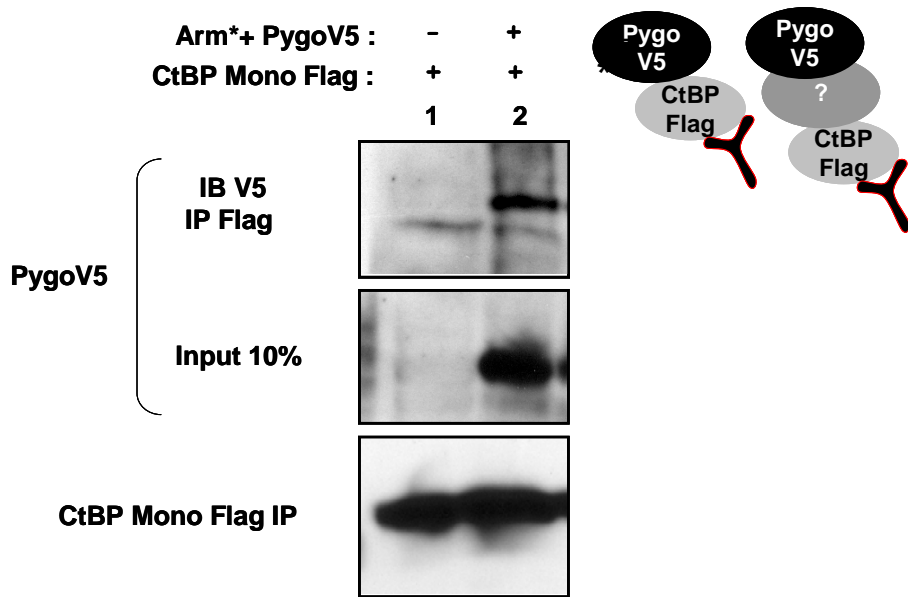 Arm*+ PygoV5 : - +
CtBP Mono Flag : + +
1 2
IB V5
IP Flag
PygoV5
Input 10%
CtBP Mono Flag IP
Pygo
V5
*
CtBP
Flag
Pygo
V5
?
CtBP
Flag